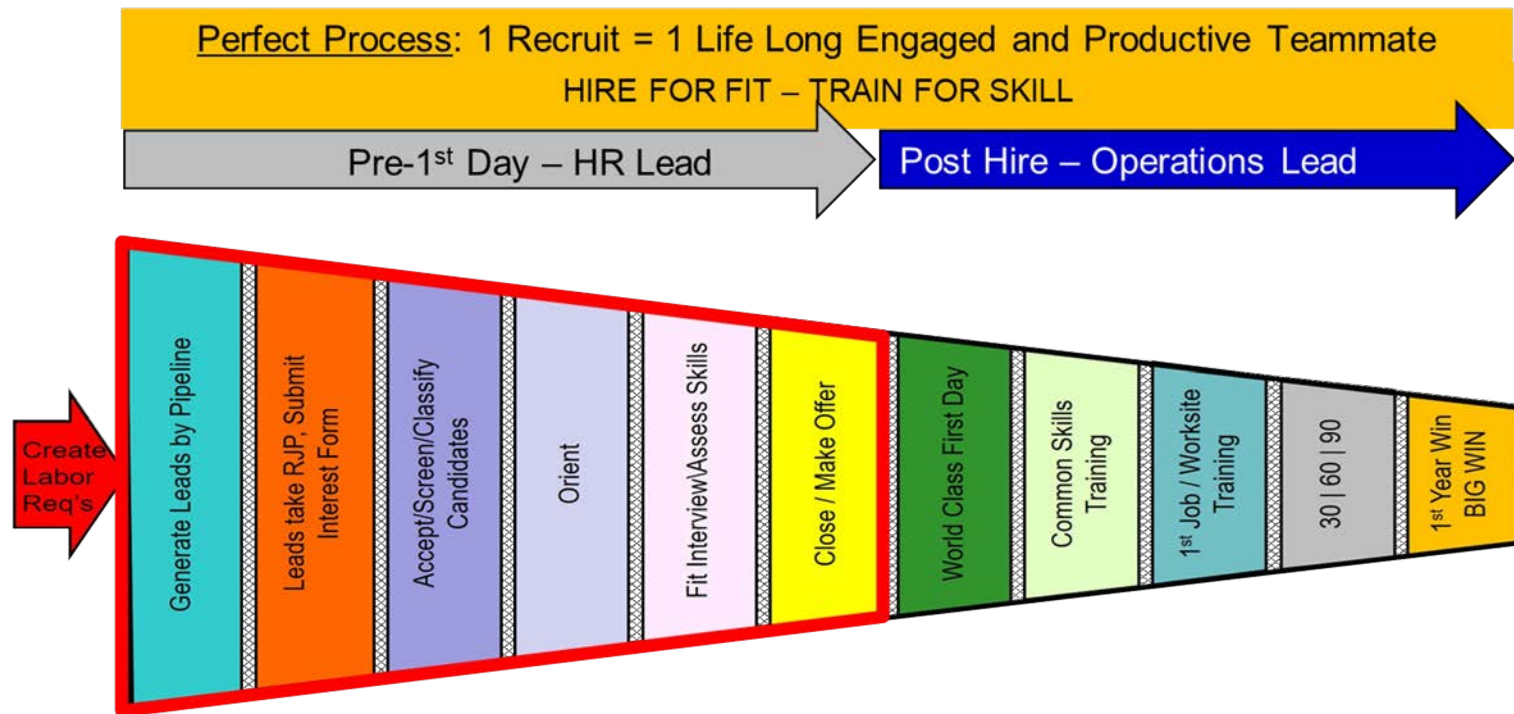 Perfect Process: 1 Recruit = 1 Life Long Engaged and Productive Teammate
HIRE FOR FIT – TRAIN FOR SKILL
Pre-1st Day – HR Lead
Post Hire – Operations Lead
Create
Labor
Req's
Generate Leads by Pipeline
Leads take RJP, Submit
Interest Form
Accept/Screen/Classify
Candidates
Orient
Fit Interview\Assess Skills
Close / Make Offer
World Class First Day
Common Skills
Training
1st Job / Worksite
Training
30 | 60 | 90
1st Year Win
BIG WIN